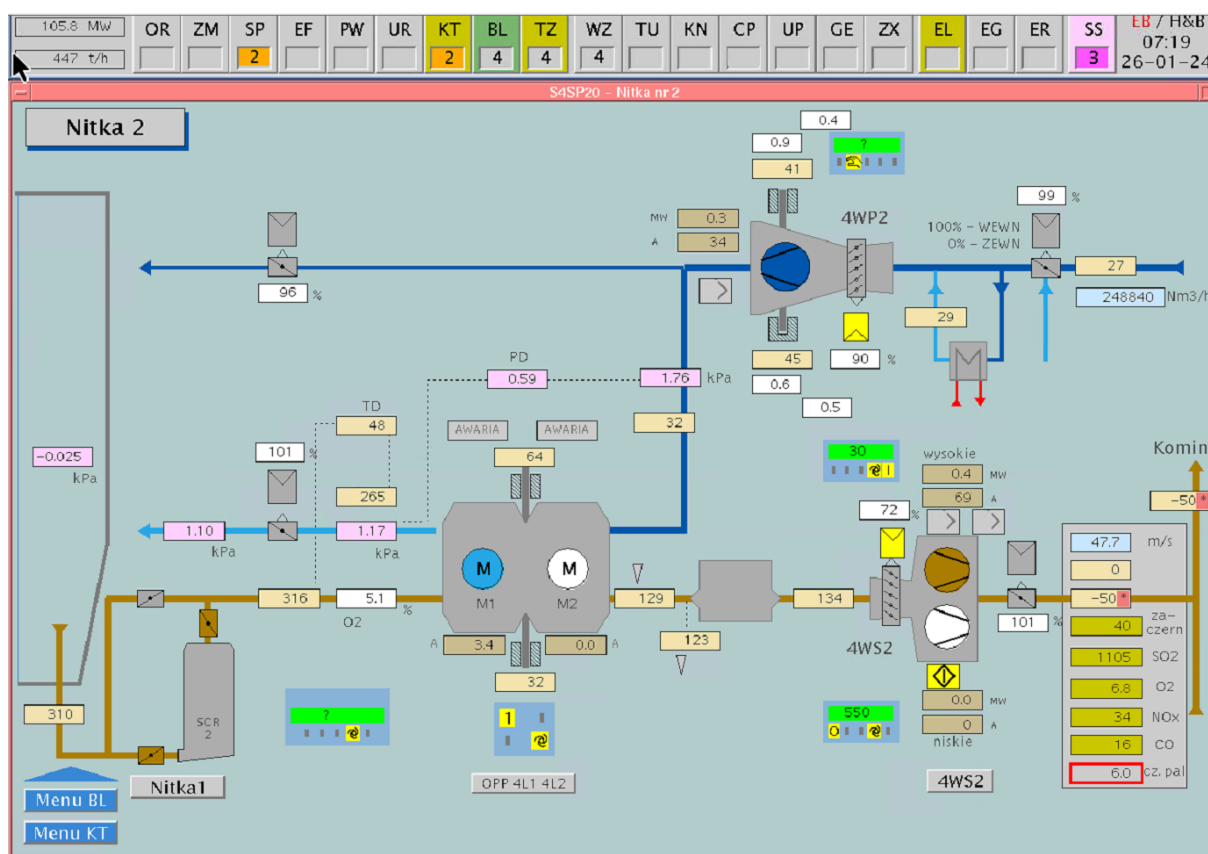 105.8 MW
447 t/h
OR ZM SP EF PW UR KT BL TZ WZ TU KN CP UP GE ZX EL EG ER SS
2 2 4 4 4 3
EB / H&B
07:19
26-01-24
S4SP20 - Nitka nr 2
Nitka 2
0.4
0.9
?
41
MW 0.3
A 34
4WP2
100% - WEWN
0% - ZEWN
99 %
27
248840 Nm3/h
96 %
29
45
90 %
0.6
0.5
PD
0.59
1.76 kPa
32
TD
48
265
101 %
AWARIA AWARIA
64
-0.025
kPa
1.10
kPa
1.17
kPa
30
wysokie
0.4 MW
69 A
72 %
Komin
-50 *
47.7 m/s
0
-50 *
40 za-
czern
1105 SO2
6.8 O2
34 NOx
16 CO
6.0 cz. pal
M M
M1 M2
316
5.1 %
O2
129
134
123
4WS2
101 %
A 3.4
0.0 A
32
310
SCR
2
?
1
550
0.0 MW
0 A
niskie
Nitka1
OPP 4L1 4L2
4WS2
Menu BL
Menu KT